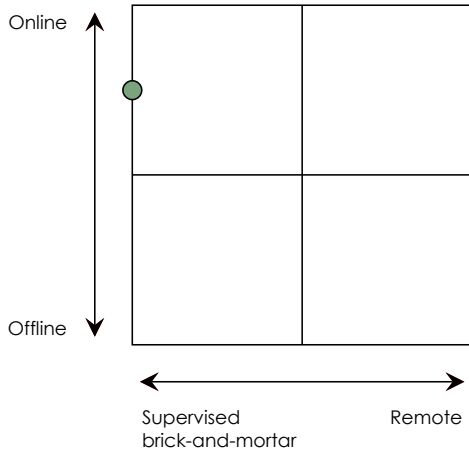 Online
Offline
Supervised
brick-and-mortar
Remote